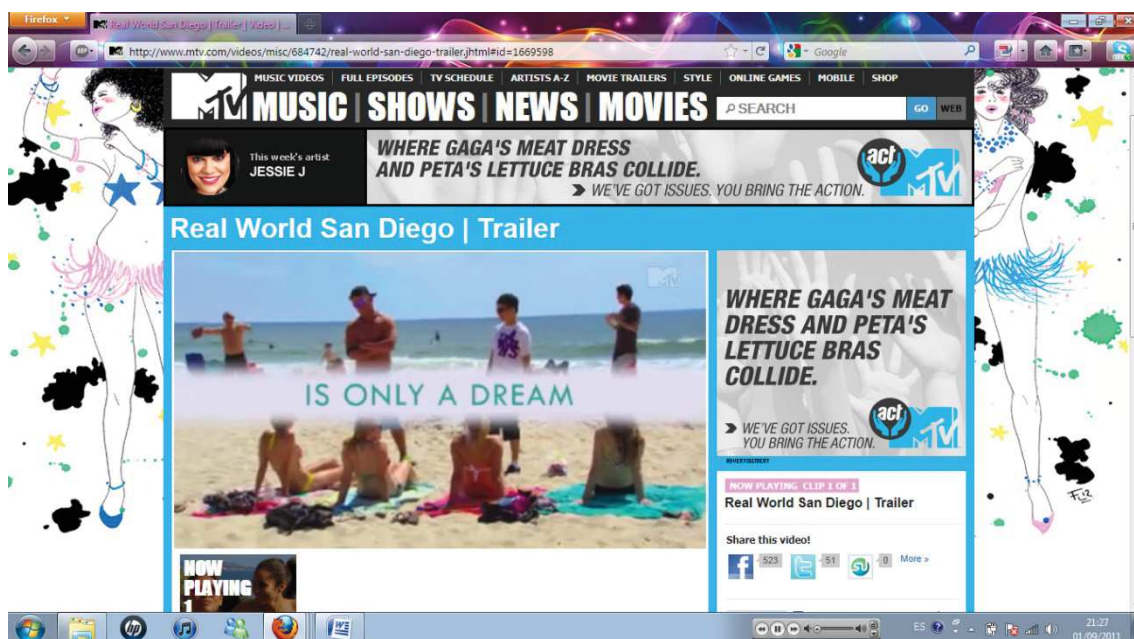 Firefox
Real World San Diego | Trailer | Video | ...
http://www.mtv.com/videos/misc/684742/real-world-san-diego-trailer.jhtml#id=1669598
Google
MUSIC VIDEOS FULL EPISODES TV SCHEDULE ARTISTS A-Z MOVIE TRAILERS STYLE ONLINE GAMES MOBILE SHOP
MTV
MUSIC | SHOWS | NEWS | MOVIES
SEARCH GO WEB
This week's artist
JESSIE J
WHERE GAGA'S MEAT DRESS
AND PETA'S LETTUCE BRAS COLLIDE.
WE'VE GOT ISSUES. YOU BRING THE ACTION.
act
MTV
Real World San Diego | Trailer
MTV
IS ONLY A DREAM
NOW
PLAYING
1
WHERE GAGA'S MEAT
DRESS AND PETA'S
LETTUCE BRAS
COLLIDE.
WE'VE GOT ISSUES.
YOU BRING THE ACTION.
act
MTV
ADVERTISEMENT
NOW PLAYING CLIP 1 OF 1
Real World San Diego | Trailer
Share this video!
523 51 0 More »
hp
ES
21:27
01/09/2011